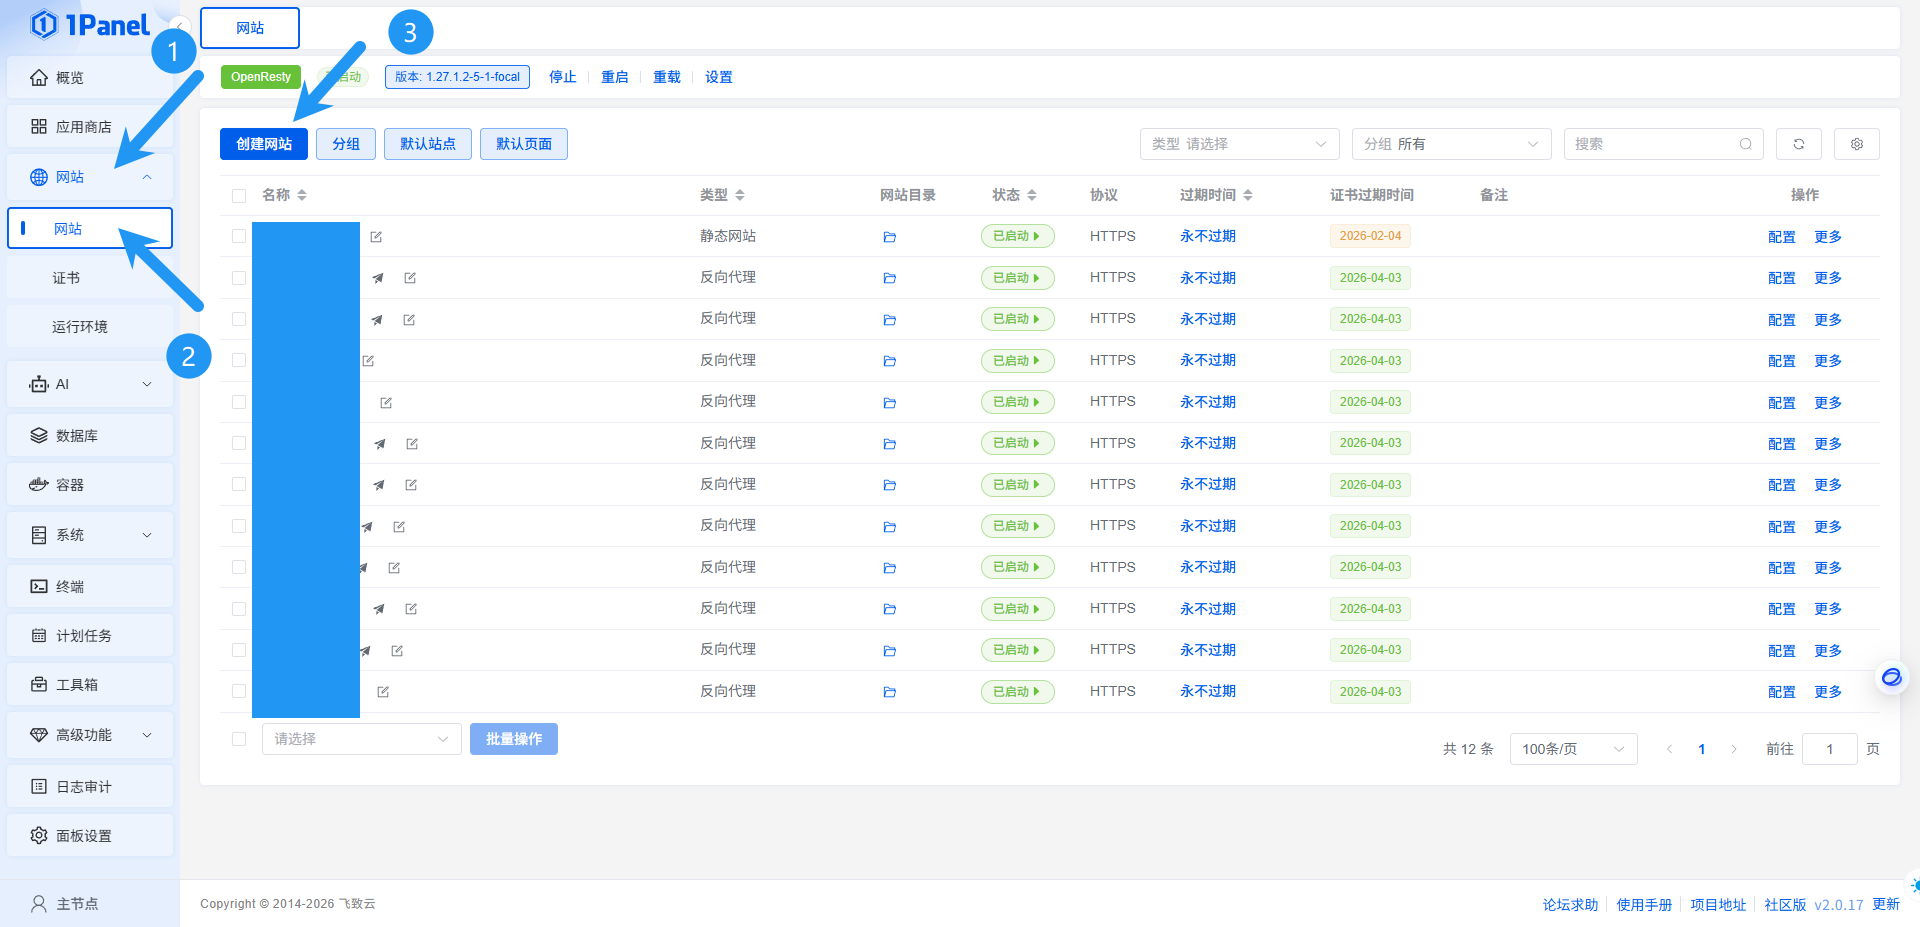 1Panel
网站
1
3
概览
OpenResty 启动 版本: 1.27.1.2-5-1-focal 停止 重启 重载 设置
应用商店
创建网站 分组 默认站点 默认页面 类型 请选择 分组 所有 搜索
网站
名称 类型 网站目录 状态 协议 过期时间 证书过期时间 备注 操作
网站
静态网站 已启动 HTTPS 永不过期 2026-02-04 配置 更多
证书
反向代理 已启动 HTTPS 永不过期 2026-04-03 配置 更多
运行环境
反向代理 已启动 HTTPS 永不过期 2026-04-03 配置 更多
2
反向代理 已启动 HTTPS 永不过期 2026-04-03 配置 更多
AI
反向代理 已启动 HTTPS 永不过期 2026-04-03 配置 更多
数据库
反向代理 已启动 HTTPS 永不过期 2026-04-03 配置 更多
容器
反向代理 已启动 HTTPS 永不过期 2026-04-03 配置 更多
系统
反向代理 已启动 HTTPS 永不过期 2026-04-03 配置 更多
终端
反向代理 已启动 HTTPS 永不过期 2026-04-03 配置 更多
计划任务
反向代理 已启动 HTTPS 永不过期 2026-04-03 配置 更多
工具箱
反向代理 已启动 HTTPS 永不过期 2026-04-03 配置 更多
反向代理 已启动 HTTPS 永不过期 2026-04-03 配置 更多
高级功能
请选择 批量操作 共 12 条 100条/页 1 前往 1 页
日志审计
面板设置
主节点
Copyright © 2014-2026 飞致云 论坛求助 使用手册 项目地址 社区版 v2.0.17 更新